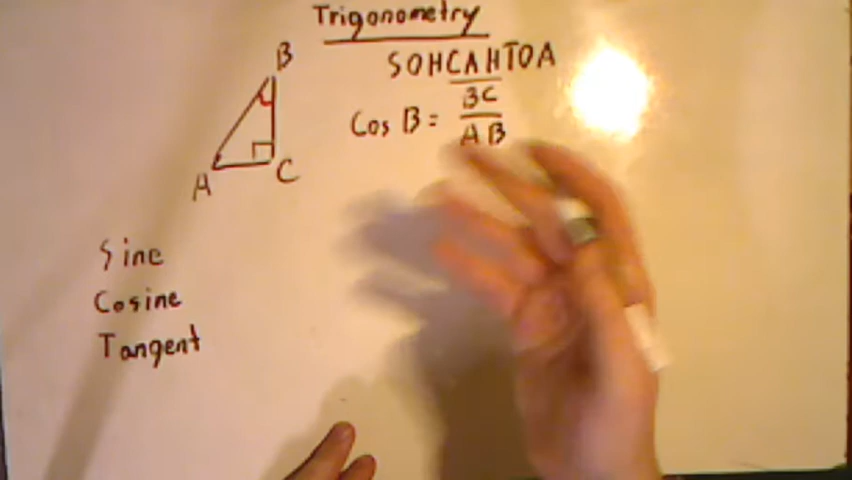 Trigonometry
SOHCAHTOA
B
A
C
Cos B = BC
AB
Sine
Cosine
Tangent